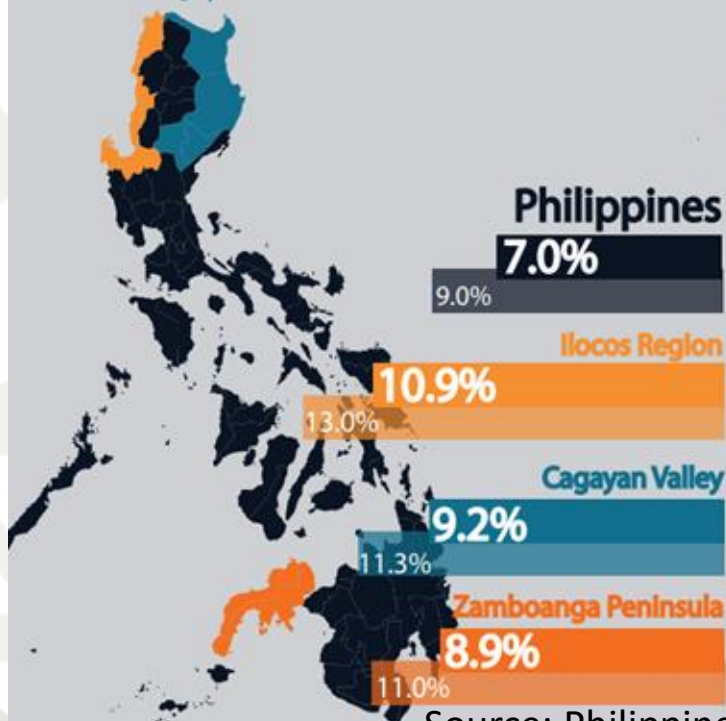 Philippines
7.0%
9.0%
Ilocos Region
10.9%
13.0%
Cagayan Valley
9.2%
11.3%
Zamboanga Peninsula
8.9%
11.0%
Source: Philippin